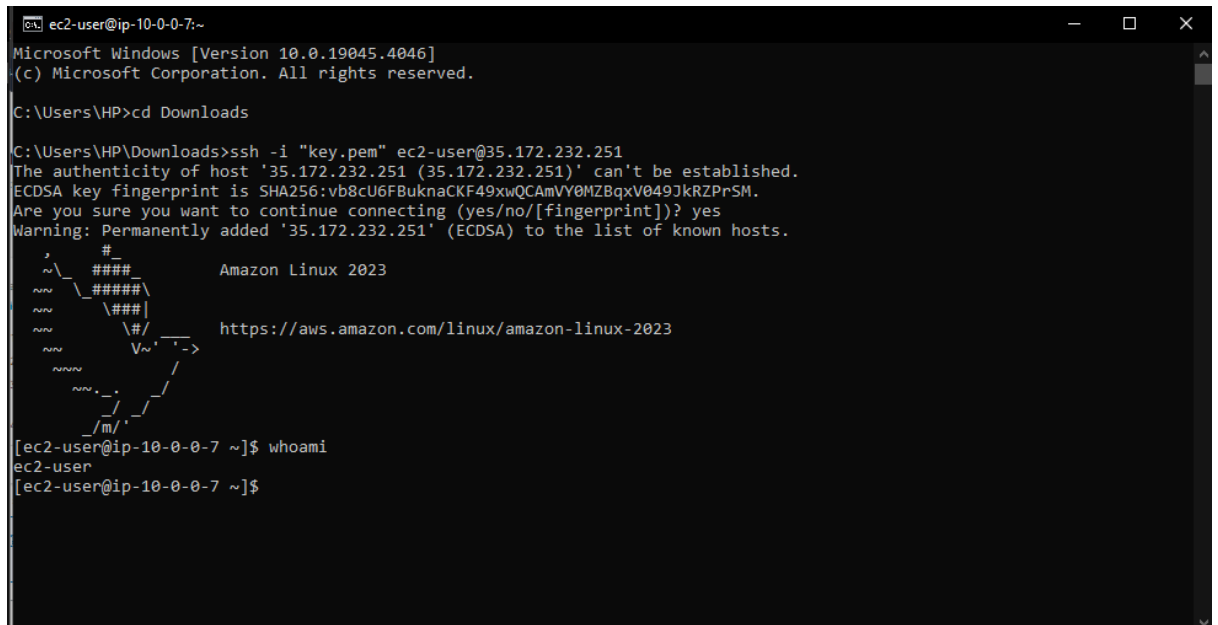 ec2-user@ip-10-0-0-7:~
Microsoft Windows [Version 10.0.19045.4046]
(c) Microsoft Corporation. All rights reserved.
C:\Users\HP>cd Downloads
C:\Users\HP\Downloads>ssh -i "key.pem" ec2-user@35.172.232.251
The authenticity of host '35.172.232.251 (35.172.232.251)' can't be established.
ECDSA key fingerprint is SHA256:vb8cU6FBuknaCKF49xwQCAmVY0MZBqxV049JkRZPrSM.
Are you sure you want to continue connecting (yes/no/[fingerprint])? yes
Warning: Permanently added '35.172.232.251' (ECDSA) to the list of known hosts.
   ,     #_
   ~\_  ####_        Amazon Linux 2023
  ~~  \_#####\
  ~~     \###|
  ~~       \#/ ___   https://aws.amazon.com/linux/amazon-linux-2023
   ~~       V~' '->
    ~~~         /
      ~~._.   _/
         _/ _/
       _/m/'
[ec2-user@ip-10-0-0-7 ~]$ whoami
ec2-user
[ec2-user@ip-10-0-0-7 ~]$